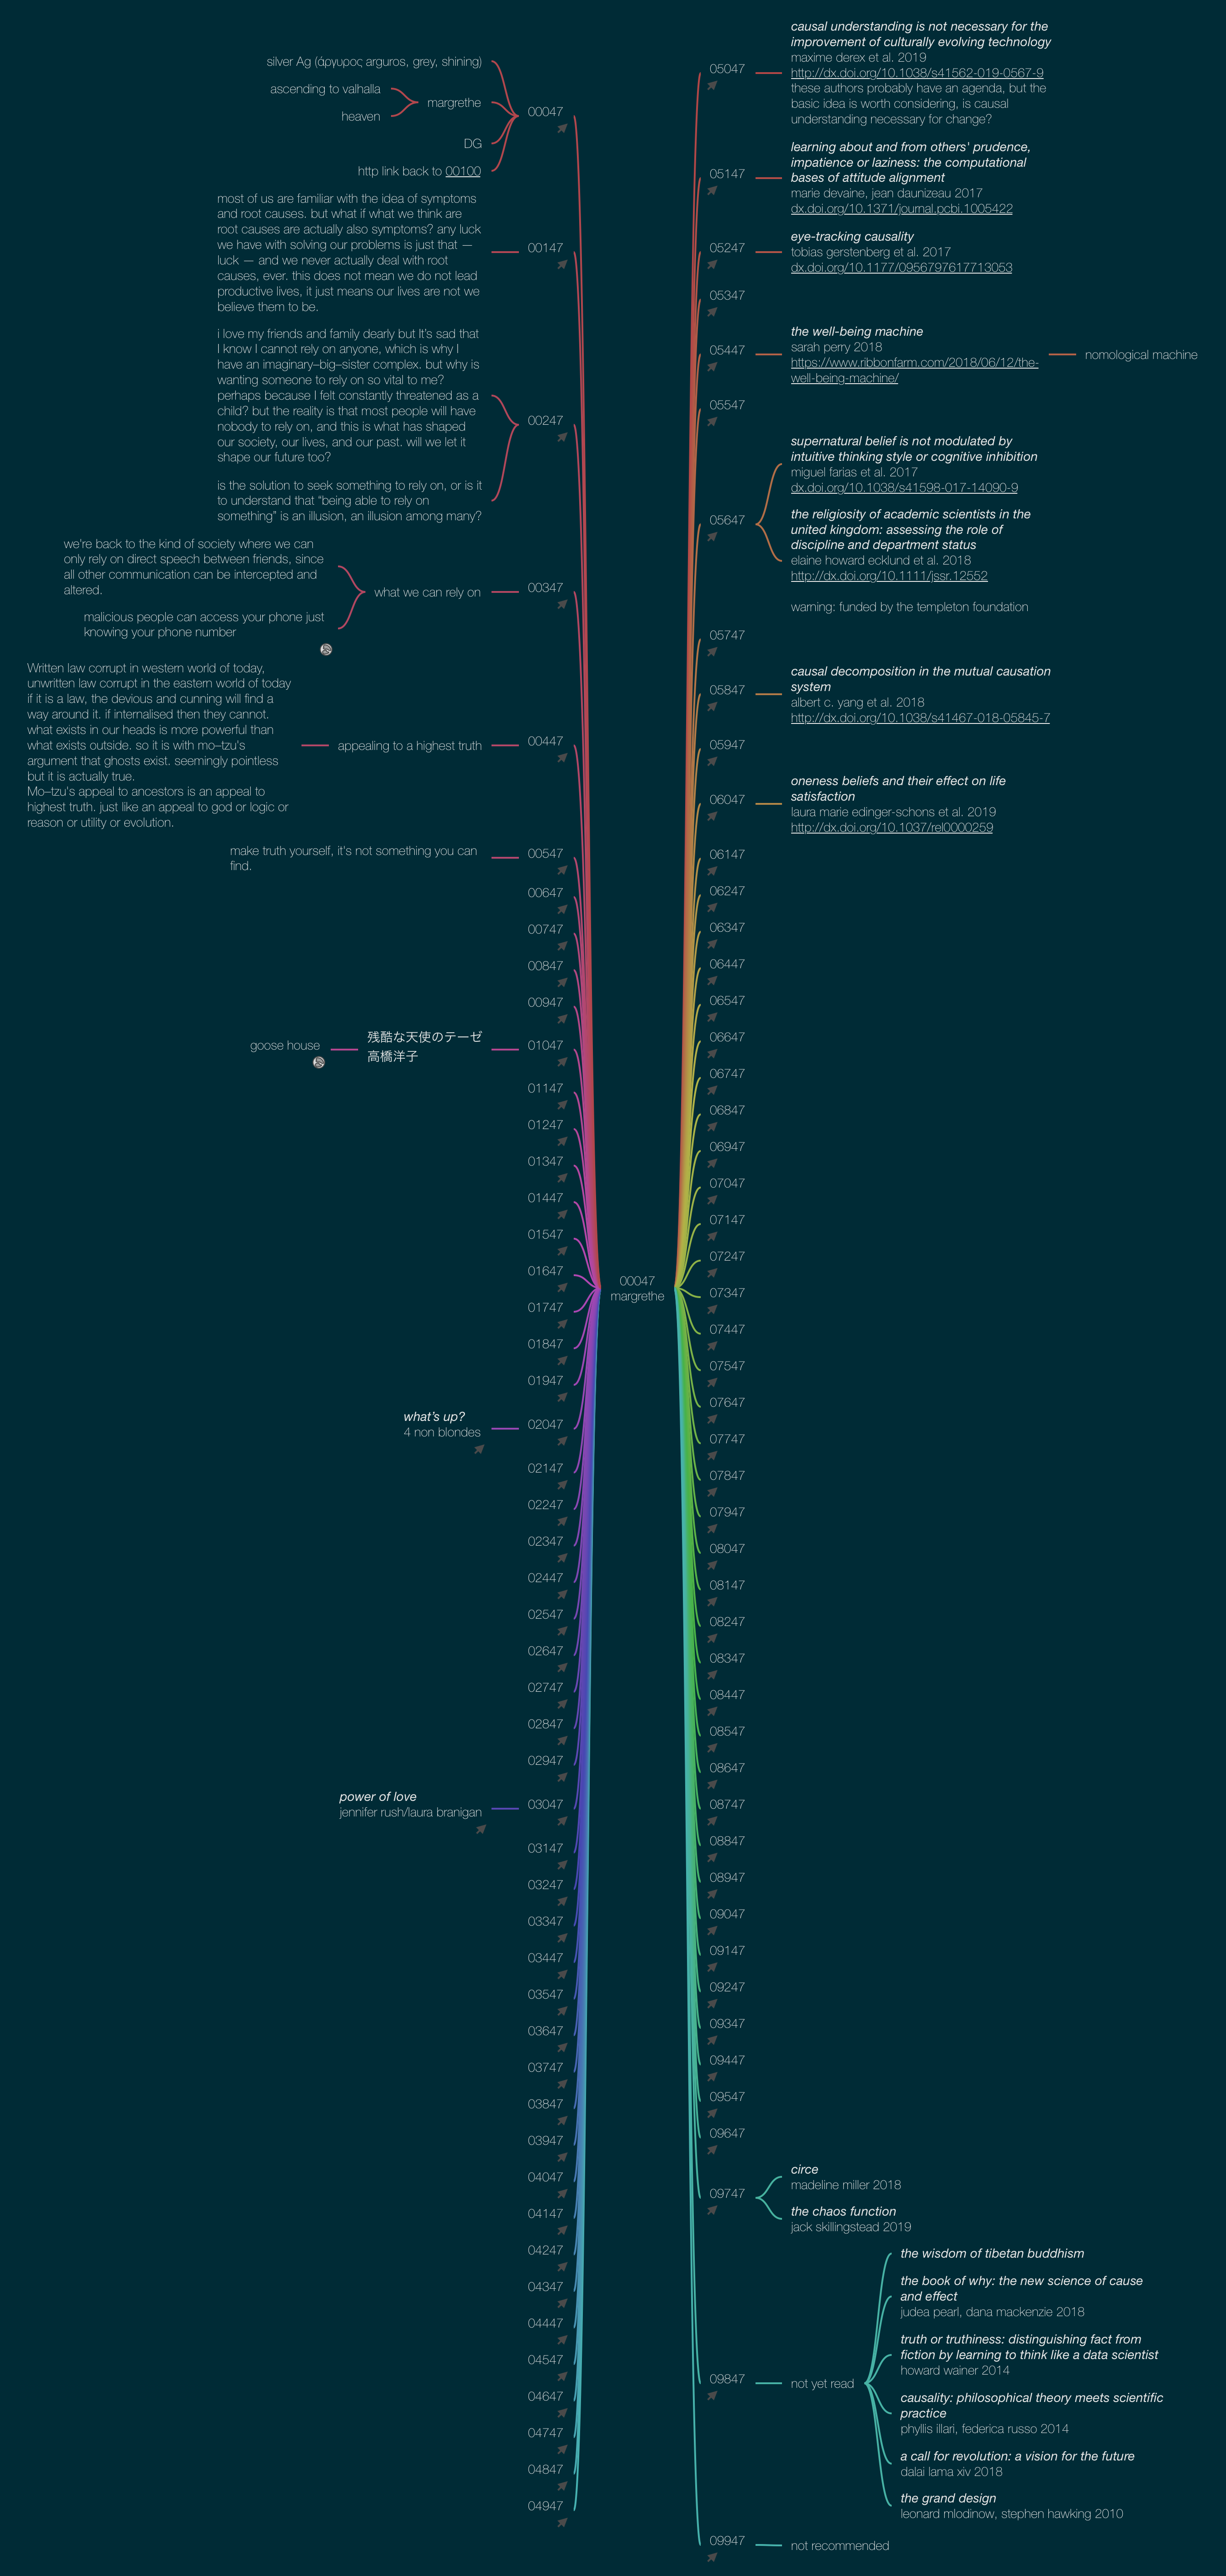 silver Ag (άργυρος arguros, grey, shining)
ascending to valhalla
heaven
margrethe
DG
http link back to 00100
00047
most of us are familiar with the idea of symptoms
and root causes. but what if what we think are
root causes are actually also symptoms? any luck
we have with solving our problems is just that —
luck — and we never actually deal with root
causes, ever. this does not mean we do not lead
productive lives, it just means our lives are not we
believe them to be.
00147
i love my friends and family dearly but It's sad that
I know I cannot rely on anyone, which is why I
have an imaginary–big–sister complex. but why is
wanting someone to rely on so vital to me?
perhaps because I felt constantly threatened as a
child? but the reality is that most people will have
nobody to rely on, and this is what has shaped
our society, our lives, and our past. will we let it
shape our future too?
is the solution to seek something to rely on, or is it
to understand that “being able to rely on
something” is an illusion, an illusion among many?
00247
we're back to the kind of society where we can
only rely on direct speech between friends, since
all other communication can be intercepted and
altered.
malicious people can access your phone just
knowing your phone number
what we can rely on
00347
Written law corrupt in western world of today,
unwritten law corrupt in the eastern world of today
if it is a law, the devious and cunning will find a
way around it. if internalised then they cannot.
what exists in our heads is more powerful than
what exists outside. so it is with mo–tzu's
argument that ghosts exist. seemingly pointless
but it is actually true.
Mo–tzu's appeal to ancestors is an appeal to
highest truth. just like an appeal to god or logic or
reason or utility or evolution.
appealing to a highest truth
00447
make truth yourself, it's not something you can
find.
00547
00647
00747
00847
00947
goose house
残酷な天使のテーゼ
高橋洋子
01047
01147
01247
01347
01447
01547
01647
01747
01847
01947
what's up?
4 non blondes
02047
02147
02247
02347
02447
02547
02647
02747
02847
02947
power of love
jennifer rush/laura branigan
03047
03147
03247
03347
03447
03547
03647
03747
03847
03947
04047
04147
04247
04347
04447
04547
04647
04747
04847
04947
00047
margrethe
05047
causal understanding is not necessary for the
improvement of culturally evolving technology
maxime derex et al. 2019
http://dx.doi.org/10.1038/s41562-019-0567-9
these authors probably have an agenda, but the
basic idea is worth considering, is causal
understanding necessary for change?
05147
learning about and from others' prudence,
impatience or laziness: the computational
bases of attitude alignment
marie devaine, jean daunizeau 2017
dx.doi.org/10.1371/journal.pcbi.1005422
05247
eye-tracking causality
tobias gerstenberg et al. 2017
dx.doi.org/10.1177/0956797617713053
05347
05447
the well-being machine
sarah perry 2018
https://www.ribbonfarm.com/2018/06/12/the-
well-being-machine/
nomological machine
05547
05647
supernatural belief is not modulated by
intuitive thinking style or cognitive inhibition
miguel farias et al. 2017
dx.doi.org/10.1038/s41598-017-14090-9
the religiosity of academic scientists in the
united kingdom: assessing the role of
discipline and department status
elaine howard ecklund et al. 2018
http://dx.doi.org/10.1111/jssr.12552
warning: funded by the templeton foundation
05747
05847
causal decomposition in the mutual causation
system
albert c. yang et al. 2018
http://dx.doi.org/10.1038/s41467-018-05845-7
05947
06047
oneness beliefs and their effect on life
satisfaction
laura marie edinger-schons et al. 2019
http://dx.doi.org/10.1037/rel0000259
06147
06247
06347
06447
06547
06647
06747
06847
06947
07047
07147
07247
07347
07447
07547
07647
07747
07847
07947
08047
08147
08247
08347
08447
08547
08647
08747
08847
08947
09047
09147
09247
09347
09447
09547
09647
09747
circe
madeline miller 2018
the chaos function
jack skillingstead 2019
09847
not yet read
the wisdom of tibetan buddhism
the book of why: the new science of cause
and effect
judea pearl, dana mackenzie 2018
truth or truthiness: distinguishing fact from
fiction by learning to think like a data scientist
howard wainer 2014
causality: philosophical theory meets scientific
practice
phyllis illari, federica russo 2014
a call for revolution: a vision for the future
dalai lama xiv 2018
the grand design
leonard mlodinow, stephen hawking 2010
09947
not recommended